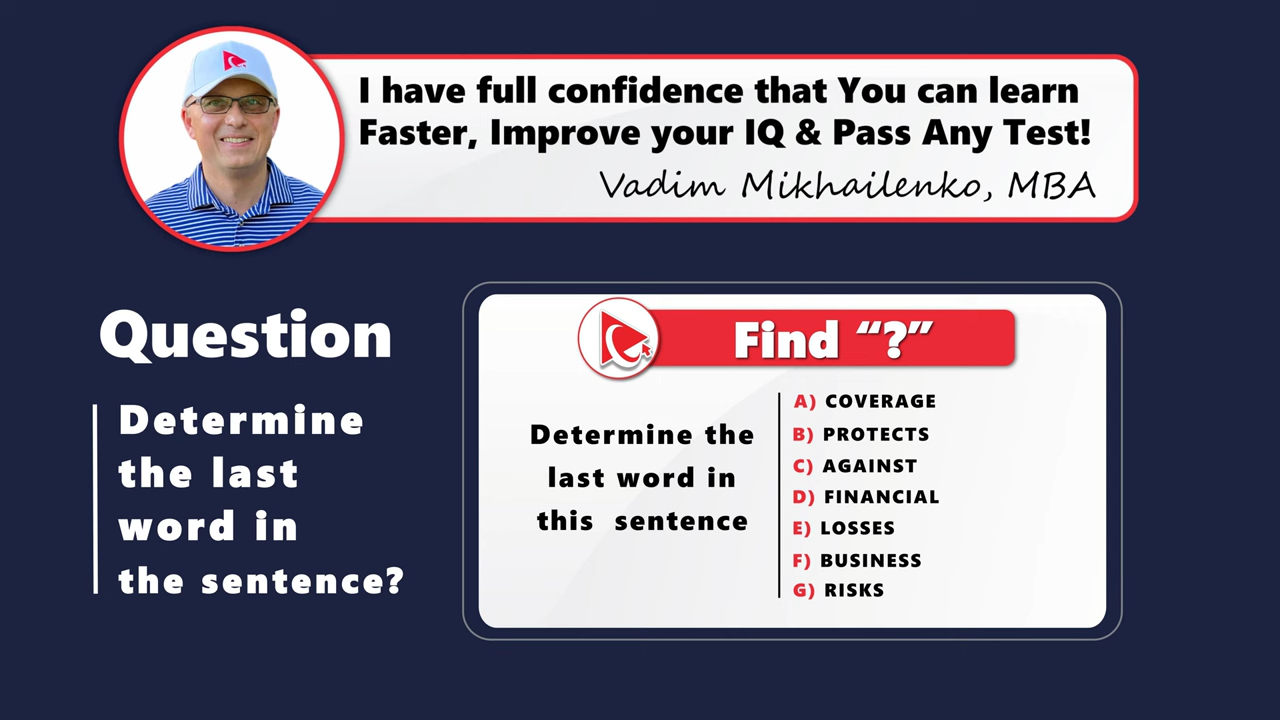 I have full confidence that You can learn
Faster, Improve your IQ & Pass Any Test!
Vadim Mikhailenko, MBA
Question
Determine
the last
word in
the sentence?
Find “?”
Determine the
last word in
this sentence
A) COVERAGE
B) PROTECTS
C) AGAINST
D) FINANCIAL
E) LOSSES
F) BUSINESS
G) RISKS